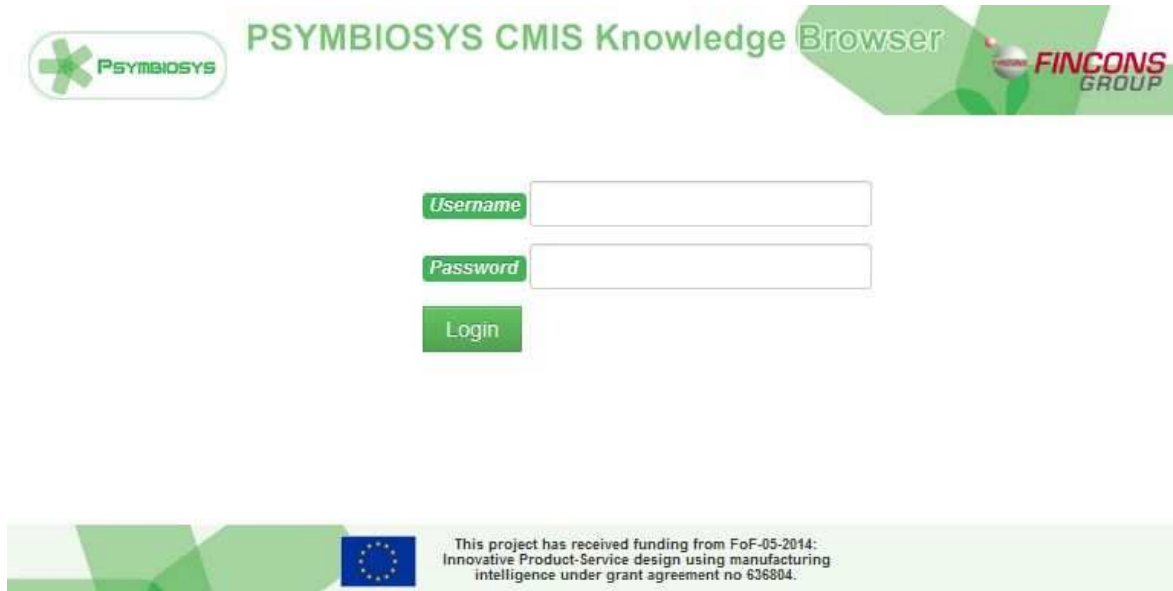 PSYMBIOSYS
PSYMBIOSYS CMIS Knowledge Browser
FINCONS
GROUP
Username
Password
Login
This project has received funding from FoF-05-2014:
Innovative Product-Service design using manufacturing
intelligence under grant agreement no 636804.